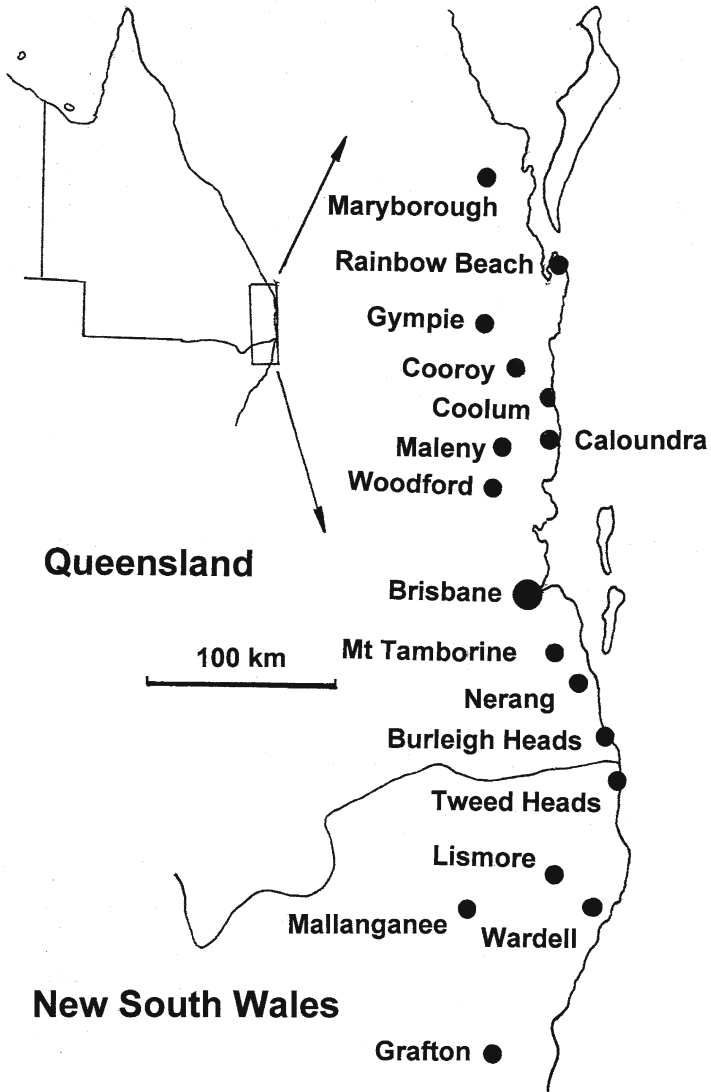 Maryborough
Rainbow Beach
Gympie
Cooroy
Coolum
Caloundra
Maleny
Woodford
Queensland
Brisbane
100 km
Mt Tamborine
Nerang
Burleigh Heads
Tweed Heads
Lismore
Mallanganee
Wardell
New South Wales
Grafton